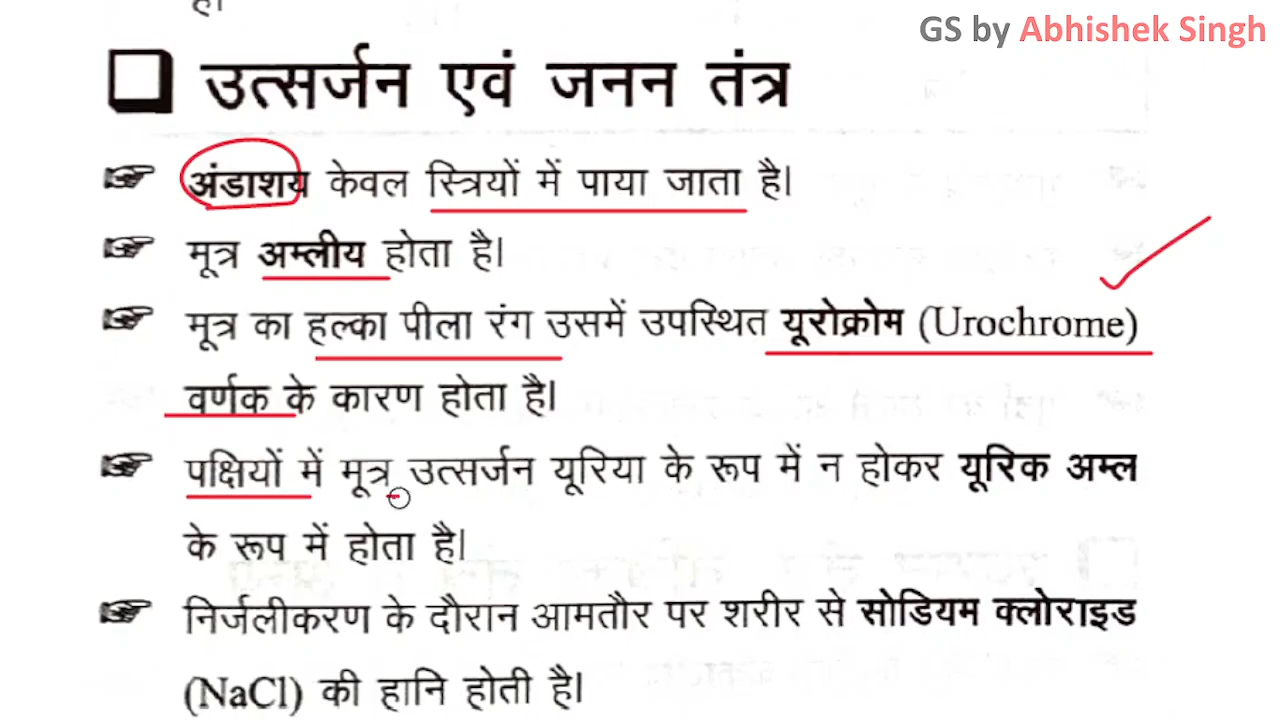 है।
GS by Abhishek Singh
उत्सर्जन एवं जनन तंत्र
अंडाशय केवल स्त्रियों में पाया जाता है।
मूत्र अम्लीय होता है।
मूत्र का हल्का पीला रंग उसमें उपस्थित यूरोक्रोम (Urochrome)
वर्णक के कारण होता है।
पक्षियों में मूत्र उत्सर्जन यूरिया के रूप में न होकर यूरिक अम्ल
के रूप में होता है।
निर्जलीकरण के दौरान आमतौर पर शरीर से सोडियम क्लोराइड
(NaCl) की हानि होती है।